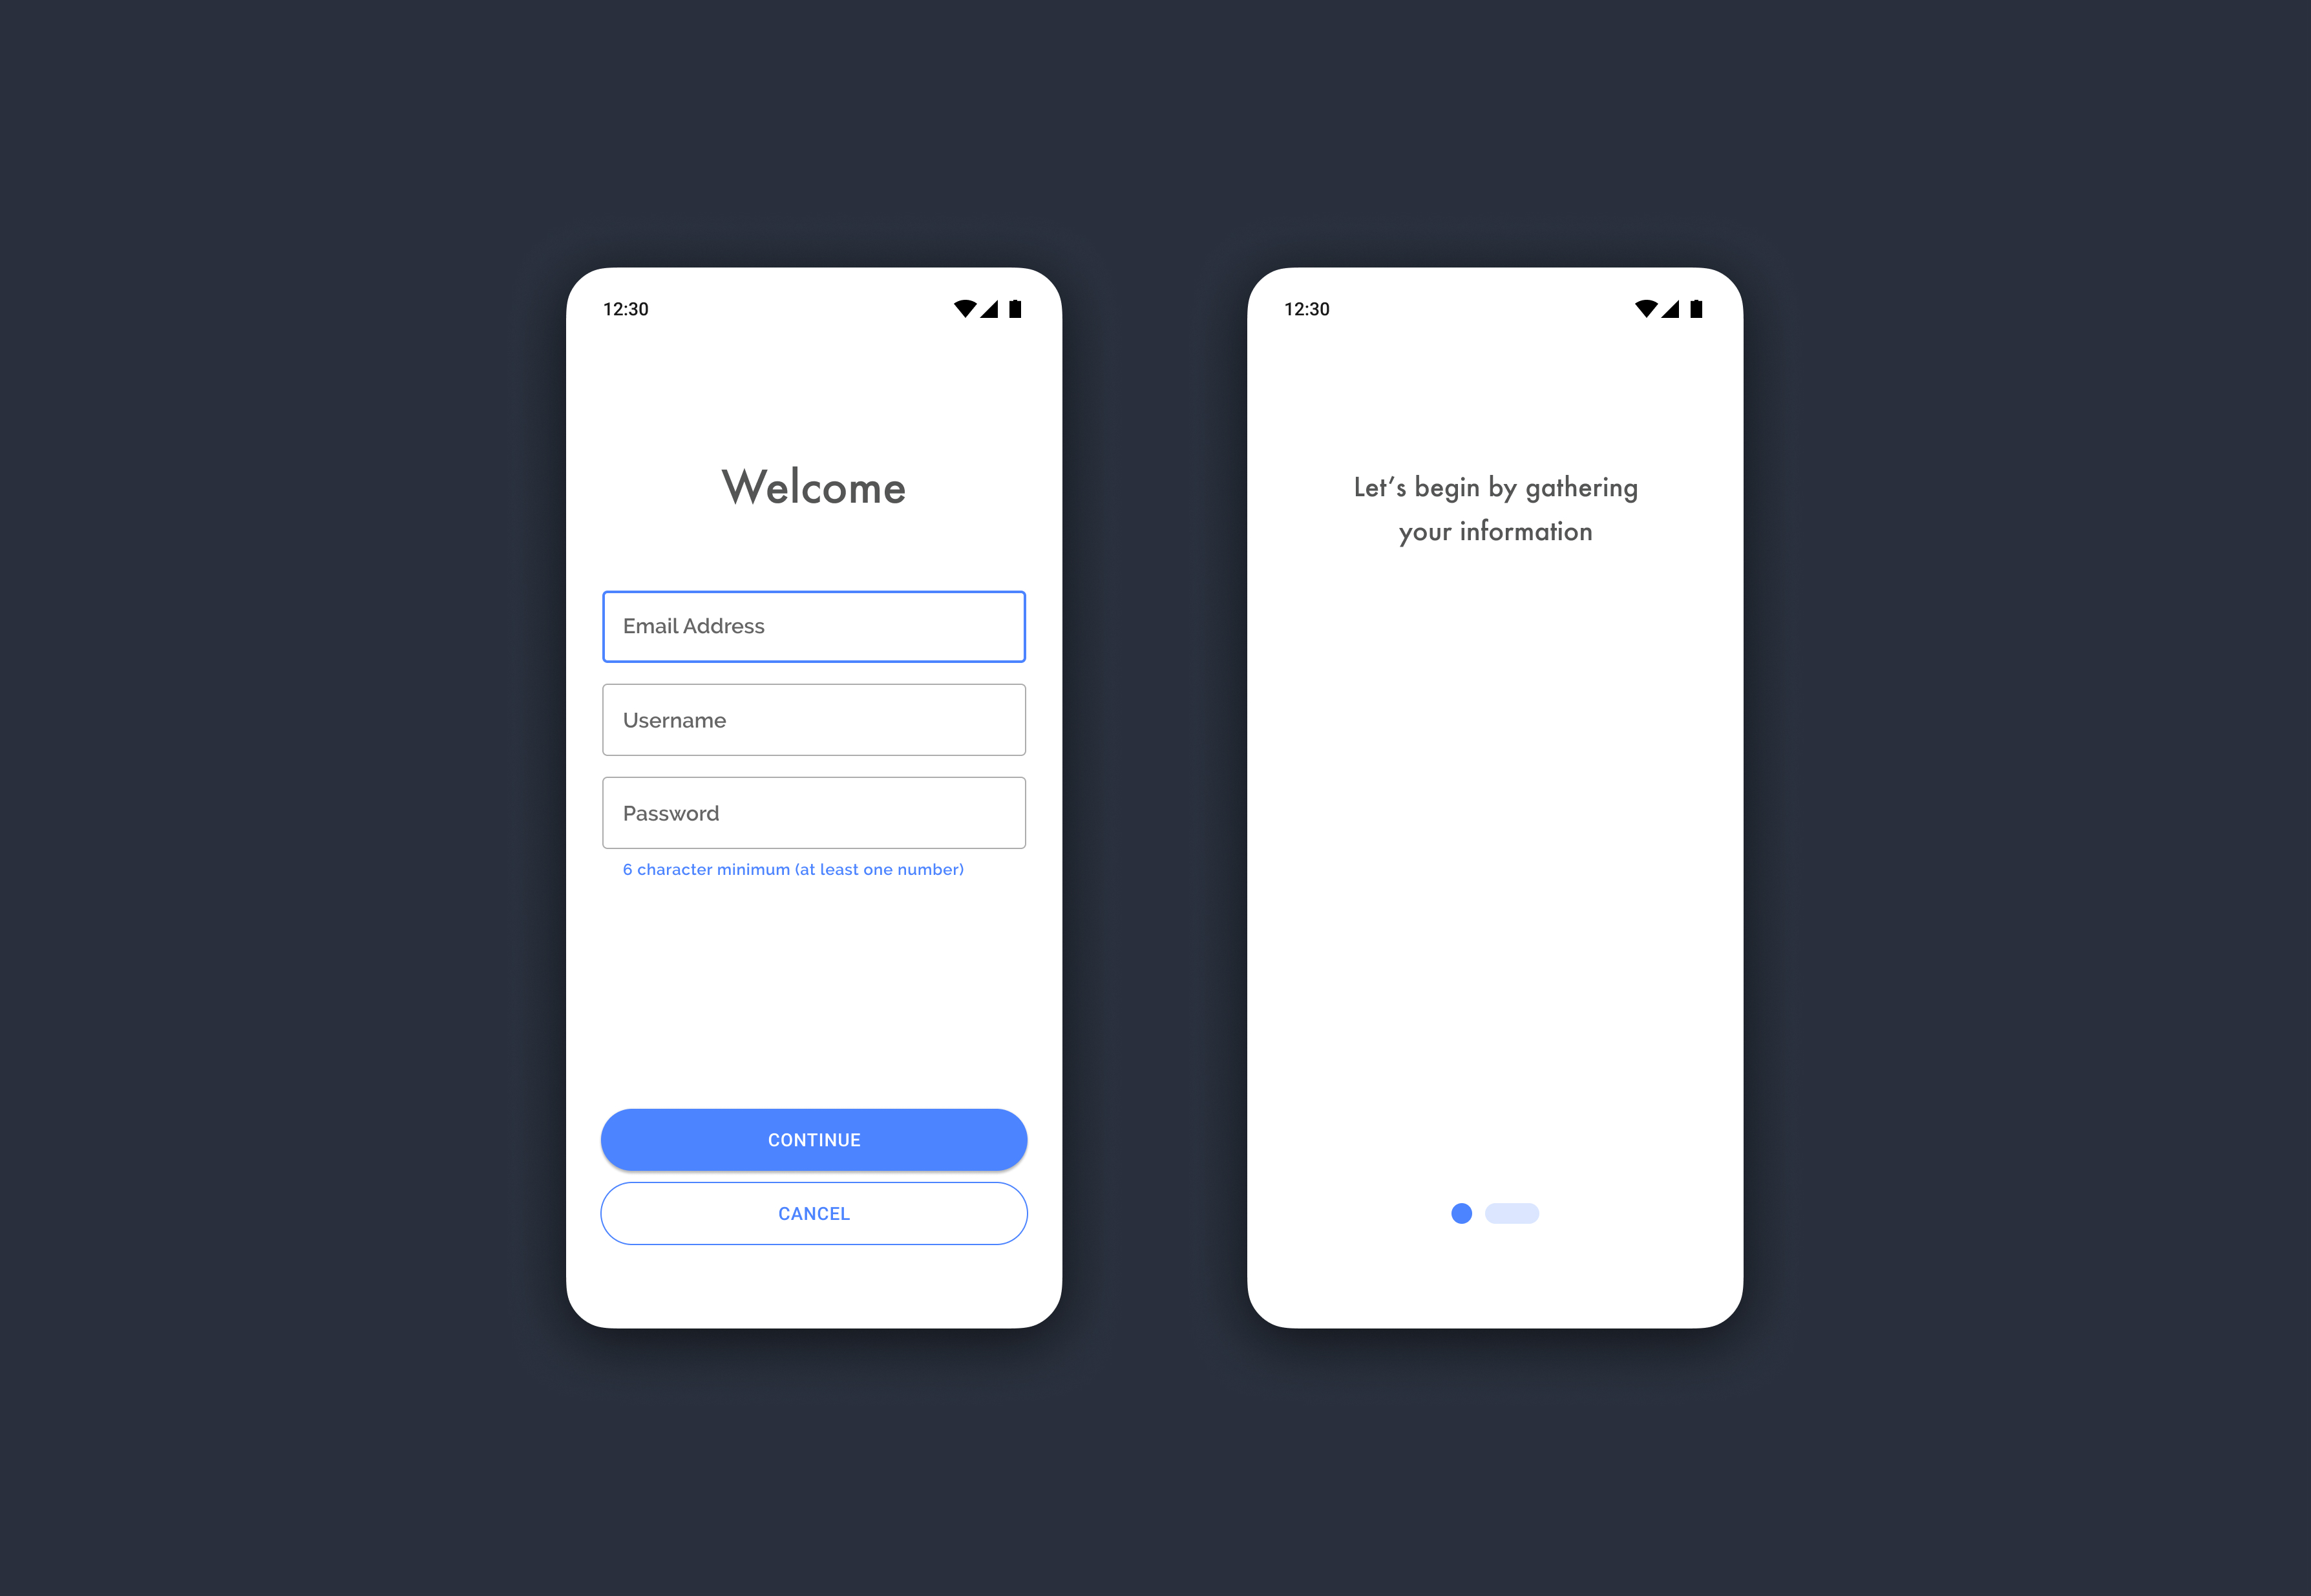 12:30
Welcome
Email Address
Username
Password
6 character minimum (at least one number)
CONTINUE
CANCEL
12:30
Let’s begin by gathering
your information